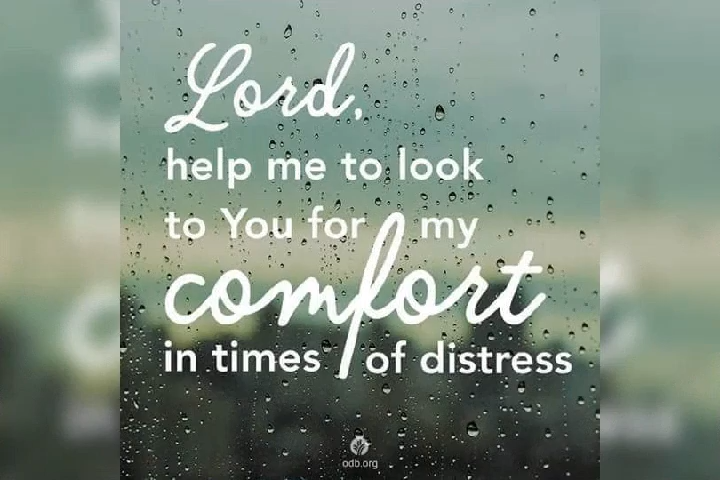 Lord,
help me to look
to You for my
comfort
in times of distress
odb.org